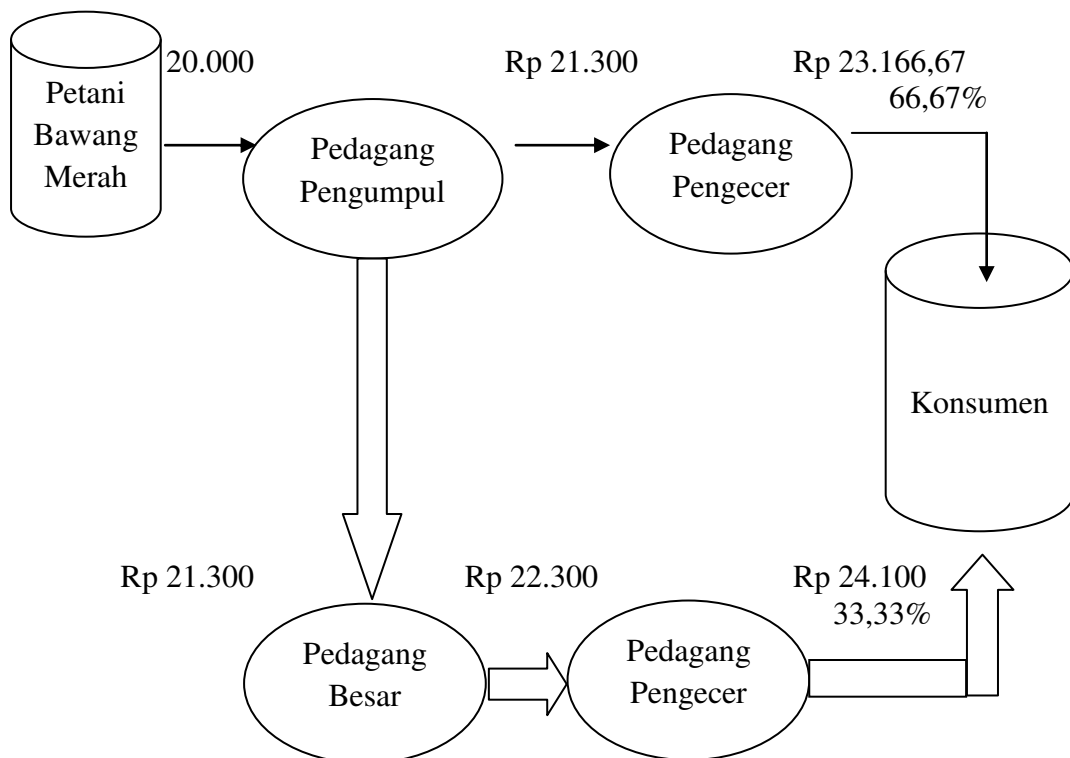 20.000
Rp 21.300
Rp 23.166,67
66,67%
Petani
Bawang
Merah
Pedagang
Pengumpul
Pedagang
Pengecer
Konsumen
Rp 21.300
Rp 22.300
Rp 24.100
33,33%
Pedagang
Besar
Pedagang
Pengecer